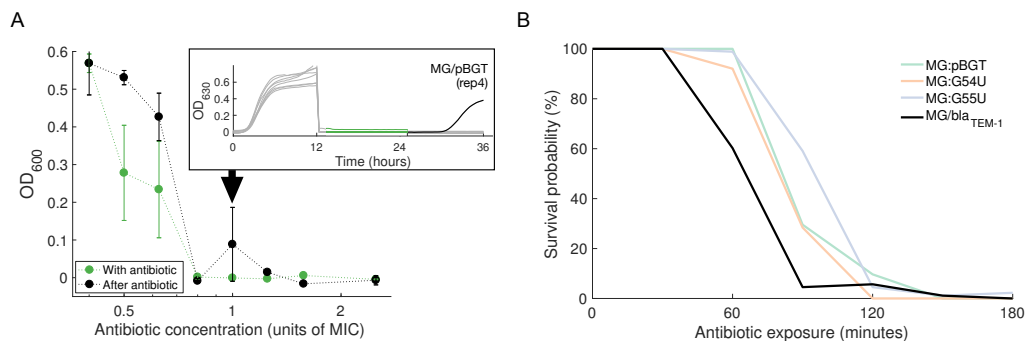 A
0.6
0.5
0.4
0.3
0.2
0.1
0
OD600
0.5
1
2
Antibiotic concentration (units of MIC)
With antibiotic
After antibiotic
0.8
0.4
0.2
0
OD630
0
12
24
36
Time (hours)
MG/pBGT
(rep4)
B
100
80
60
40
20
0
Survival probability (%)
0
60
120
180
Antibiotic exposure (minutes)
MG:pBGT
MG:G54U
MG:G55U
MG/blaTEM-1